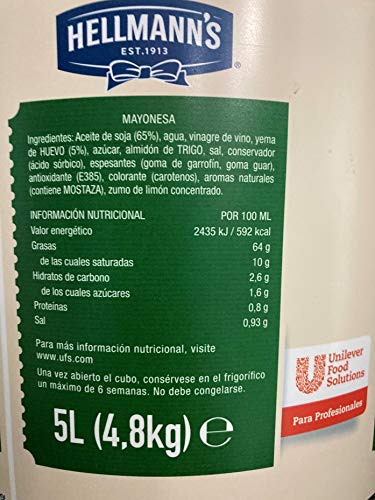 HELLMANN'S
EST.1913
®
MAYONESA
Ingredientes: Aceite de soja (65%), agua, vinagre de vino, yema
de HUEVO (5%), azúcar, almidón de TRIGO, sal, conservador
(ácido sórbico), espesantes (goma de garrofín, goma guar),
antioxidante (E385), colorante (carotenos), aromas naturales
(contiene MOSTAZA), zumo de limón concentrado.
INFORMACIÓN NUTRICIONAL POR 100 ML
Valor energético 2435 kJ / 592 kcal
Grasas 64 g
de las cuales saturadas 10 g
Hidratos de carbono 2,6 g
de los cuales azúcares 1,6 g
Proteínas 0,8 g
Sal 0,93 g
Para más información nutricional, visite
www.ufs.com
Una vez abierto el cubo, consérvese en el frigorífico
un máximo de 6 semanas. No debe congelarse.
5L (4,8kg) ℮
Unilever
Food
Solutions
Para Profesionales